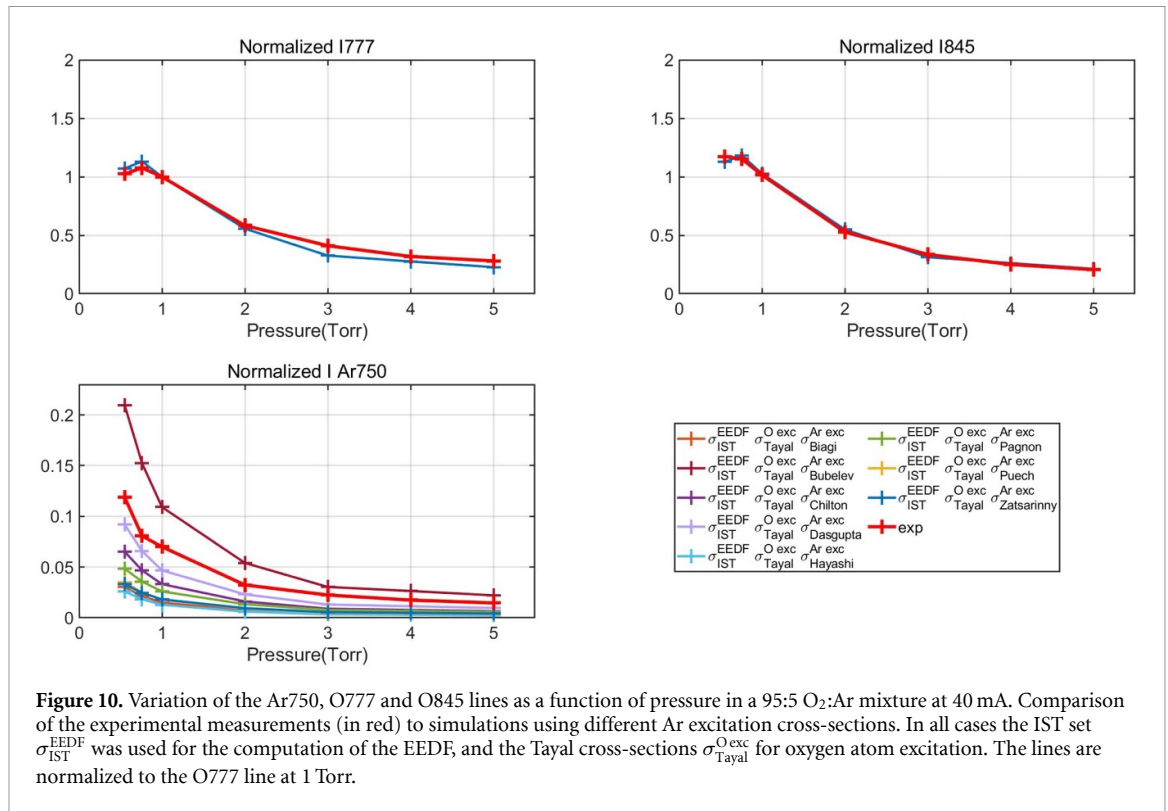 Normalized I777
2
1.5
1
0.5
0
0 1 2 3 4 5
Pressure(Torr)
Normalized I845
2
1.5
1
0.5
0
0 1 2 3 4 5
Pressure(Torr)
Normalized I Ar750
0.2
0.15
0.1
0.05
0
0 1 2 3 4 5
Pressure(Torr)
σ_IST^EEDF σ_Tayal^O exc σ_Biagi^Ar exc
σ_IST^EEDF σ_Tayal^O exc σ_Bubelev^Ar exc
σ_IST^EEDF σ_Tayal^O exc σ_Chilton^Ar exc
σ_IST^EEDF σ_Tayal^O exc σ_Dasgupta^Ar exc
σ_IST^EEDF σ_Tayal^O exc σ_Hayashi^Ar exc
σ_IST^EEDF σ_Tayal^O exc σ_Pagnon^Ar exc
σ_IST^EEDF σ_Tayal^O exc σ_Puech^Ar exc
σ_IST^EEDF σ_Tayal^O exc σ_Zatsarinny^Ar exc
exp
Figure 10. Variation of the Ar750, O777 and O845 lines as a function of pressure in a 95:5 O₂:Ar mixture at 40 mA. Comparison
of the experimental measurements (in red) to simulations using different Ar excitation cross-sections. In all cases the IST set
σ_IST^EEDF was used for the computation of the EEDF, and the Tayal cross-sections σ_Tayal^O exc for oxygen atom excitation. The lines are
normalized to the O777 line at 1 Torr.